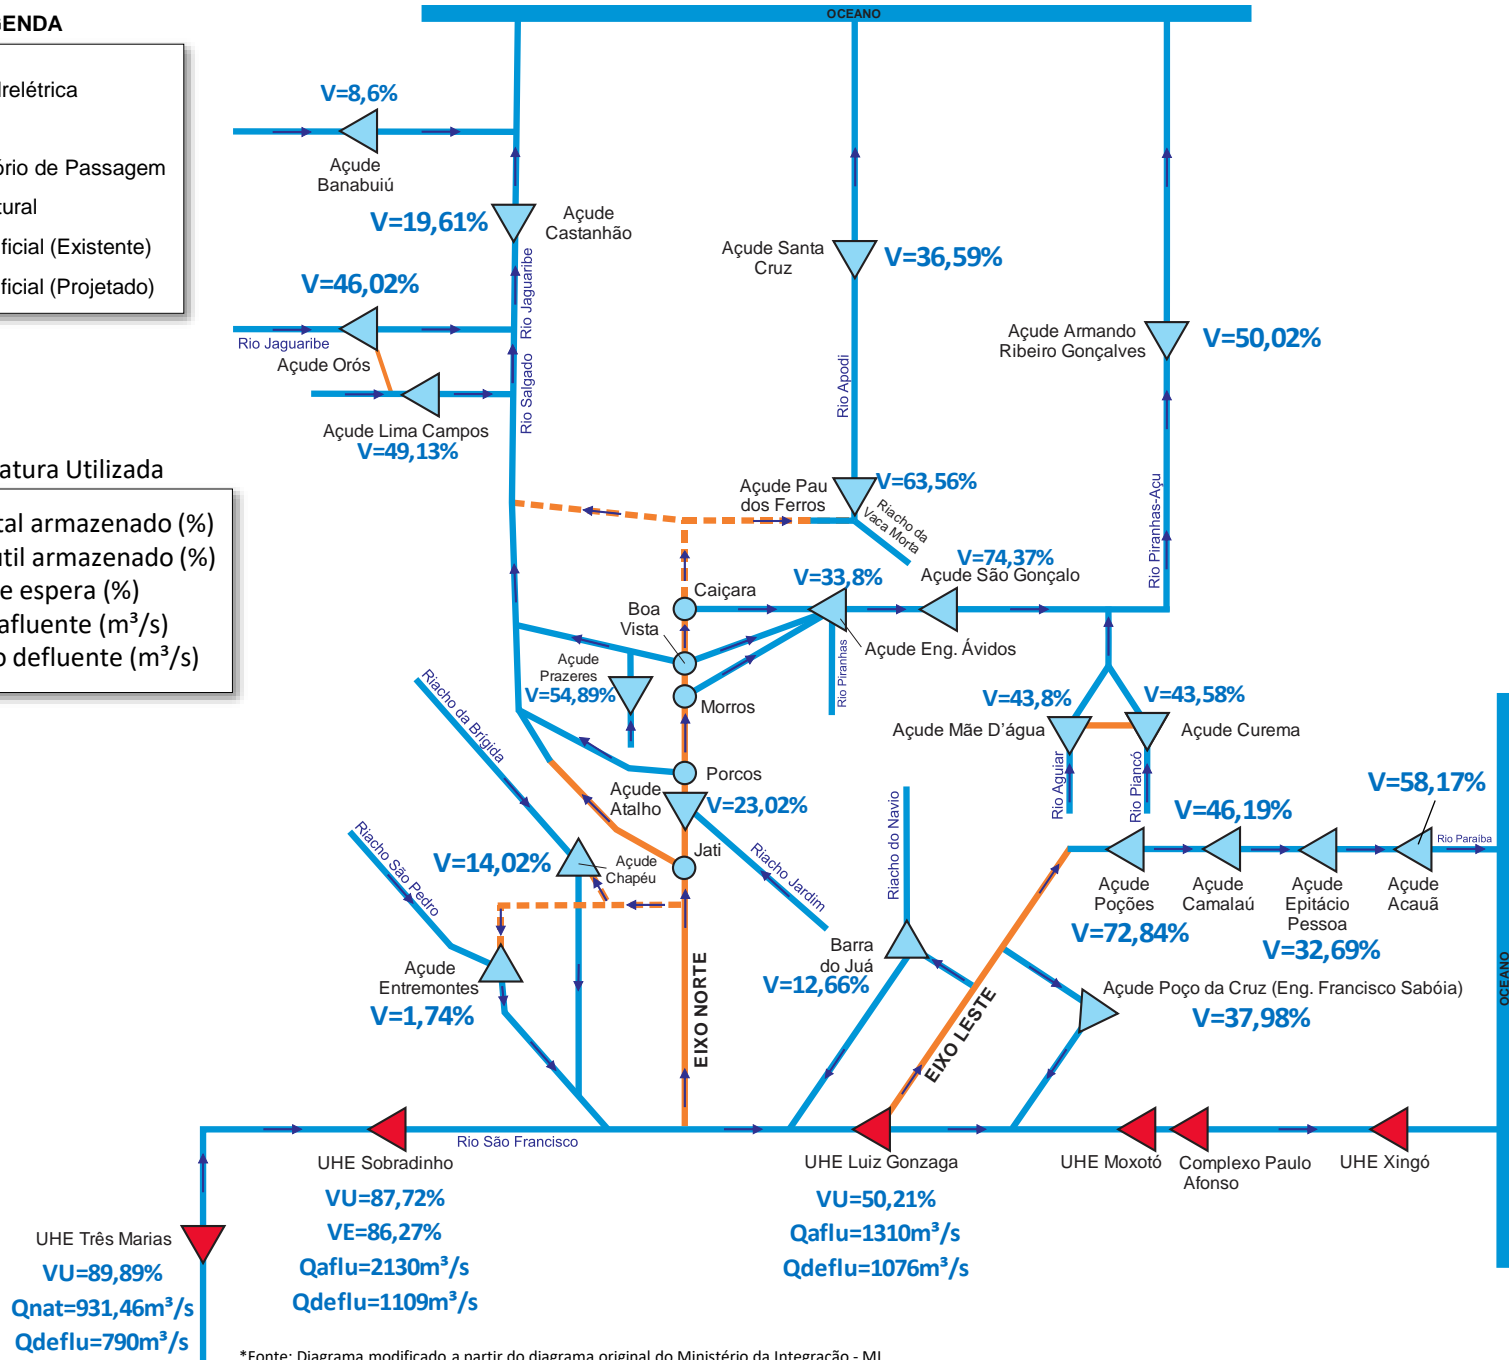 OCEANO
GENDA
drelétrica
ório de Passagem
tural
ficial (Existente)
ficial (Projetado)
V=8,6%
Açude
Banabuiú
V=19,61%
Açude
Castanhão
Rio Jaguaribe
V=46,02%
Rio Jaguaribe
Açude Orós
Rio Salgado
Açude Lima Campos
V=49,13%
Açude Santa
Cruz
V=36,59%
Rio Apodi
Açude Armando
Ribeiro Gonçalves
V=50,02%
Rio Piranhas-Açu
atura Utilizada
tal armazenado (%)
útil armazenado (%)
e espera (%)
afluente (m³/s)
o defluente (m³/s)
Açude Pau
dos Ferros
V=63,56%
Riacho da
Vaca Morta
V=74,37%
Açude São Gonçalo
V=33,8%
Açude Eng. Ávidos
Rio Piranhas
Caiçara
Boa
Vista
Morros
Açude
Prazeres
V=54,89%
Riacho da Brigida
Porcos
Açude
Atalho
V=23,02%
Jati
Riacho Jardim
V=14,02%
Açude
Chapéu
Riacho São Pedro
Açude
Entremontes
V=1,74%
EIXO NORTE
V=43,8%
Açude Mãe D'água
V=43,58%
Açude Curema
Rio Aguiar
Rio Piancó
V=58,17%
V=46,19%
Rio Paraiba
Açude
Poções
V=72,84%
Açude
Camalaú
Açude
Epitácio
Pessoa
V=32,69%
Açude
Acauã
Riacho do Navio
Barra
do Juá
V=12,66%
EIXO LESTE
Açude Poço da Cruz (Eng. Francisco Sabóia)
V=37,98%
OCEANO
Rio São Francisco
UHE Sobradinho
VU=87,72%
VE=86,27%
Qaflu=2130m³/s
Qdeflu=1109m³/s
UHE Luiz Gonzaga
VU=50,21%
Qaflu=1310m³/s
Qdeflu=1076m³/s
UHE Moxotó
Complexo Paulo
Afonso
UHE Xingó
UHE Três Marias
VU=89,89%
Qnat=931,46m³/s
Qdeflu=790m³/s
*Fonte: Diagrama modificado a partir do diagrama original do Ministério da Integração - MI